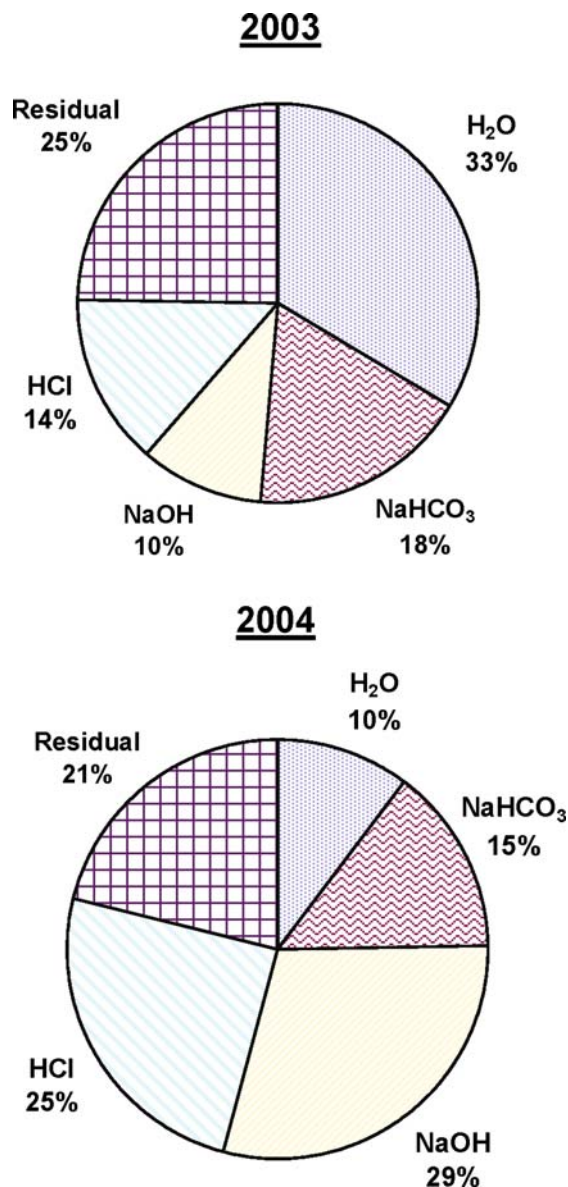 2003
Residual
25%
H₂O
33%
HCl
14%
NaOH
10%
NaHCO₃
18%
2004
H₂O
10%
Residual
21%
NaHCO₃
15%
HCl
25%
NaOH
29%